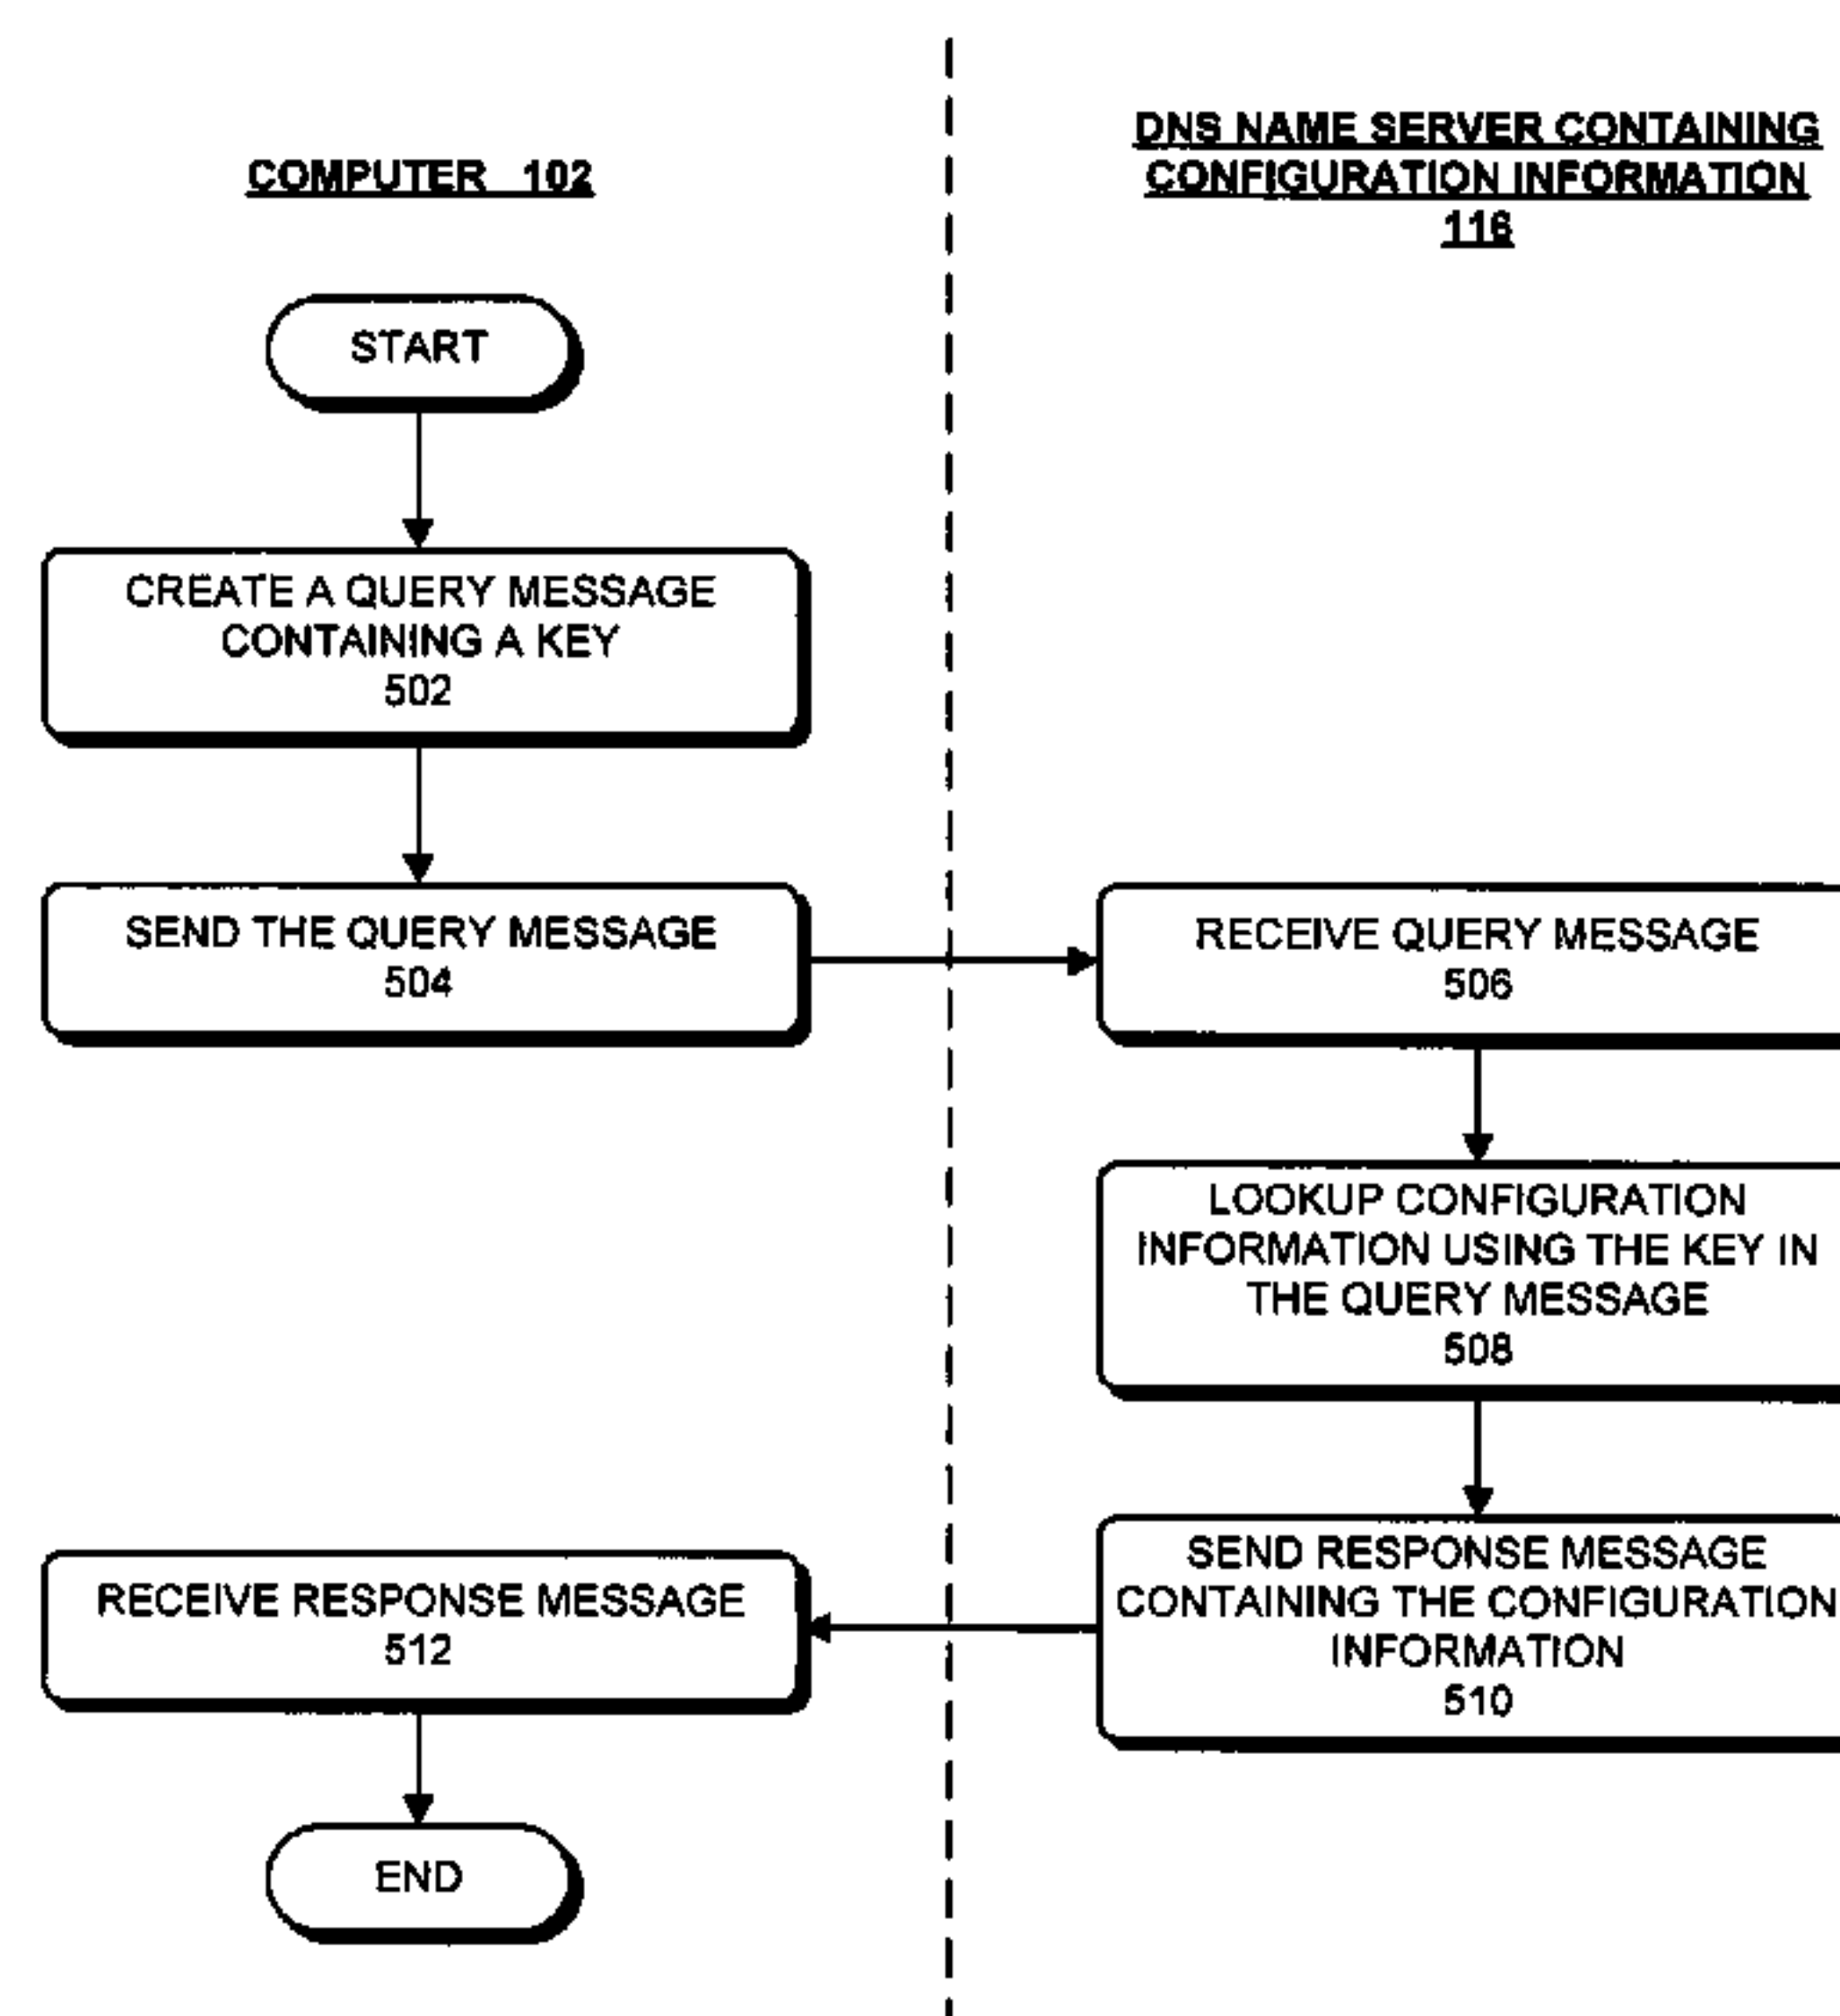 COMPUTER 102
DNS NAME SERVER CONTAINING
CONFIGURATION INFORMATION
116
START
CREATE A QUERY MESSAGE
CONTAINING A KEY
502
SEND THE QUERY MESSAGE
504
RECEIVE QUERY MESSAGE
506
LOOKUP CONFIGURATION
INFORMATION USING THE KEY IN
THE QUERY MESSAGE
508
SEND RESPONSE MESSAGE
CONTAINING THE CONFIGURATION
INFORMATION
510
RECEIVE RESPONSE MESSAGE
512
END